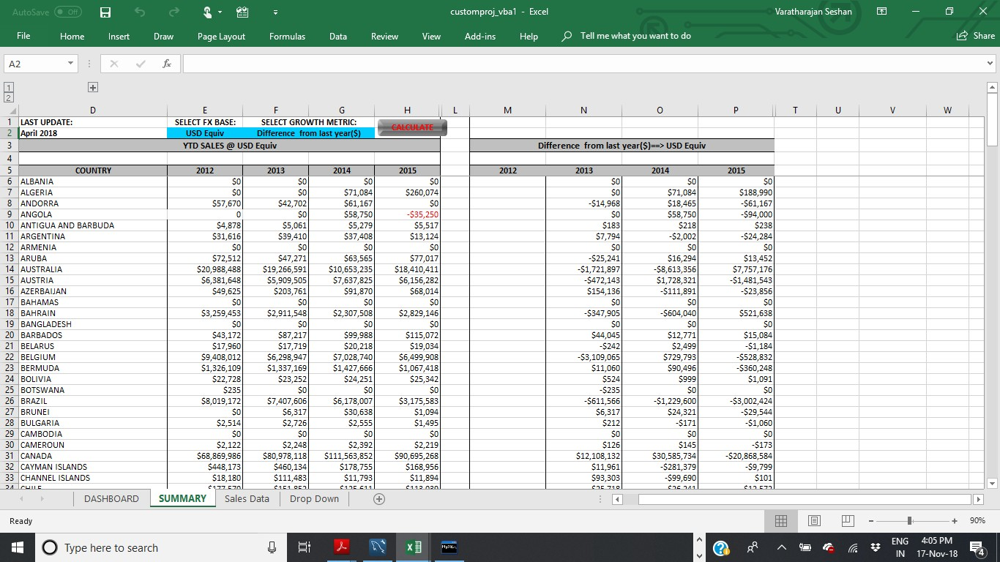 AutoSave Off customproj_vba1 - Excel Varatharajan Seshan
File Home Insert Draw Page Layout Formulas Data Review View Add-ins Help Tell me what you want to do Share
A2 fx
1
2
D E F G H L M N O P T U V W
1 LAST UPDATE: SELECT FX BASE: SELECT GROWTH METRIC: CALCULATE
2 April 2018 USD Equiv Difference from last year($)
3 YTD SALES @ USD Equiv Difference from last year($)==> USD Equiv
4
5 COUNTRY 2012 2013 2014 2015 2012 2013 2014 2015
6 ALBANIA $0 $0 $0 $0 $0 $0 $0
7 ALGERIA $0 $0 $71,084 $260,074 $0 $71,084 $188,990
8 ANDORRA $57,670 $42,702 $61,167 $0 -$14,968 $18,465 -$61,167
9 ANGOLA 0 $0 $58,750 -$35,250 $0 $58,750 -$94,000
10 ANTIGUA AND BARBUDA $4,878 $5,061 $5,279 $5,517 $183 $218 $238
11 ARGENTINA $31,616 $39,410 $37,408 $13,124 $7,794 -$2,002 -$24,284
12 ARMENIA $0 $0 $0 $0 $0 $0 $0
13 ARUBA $72,512 $47,271 $63,565 $77,017 -$25,241 $16,294 $13,452
14 AUSTRALIA $20,988,488 $19,266,591 $10,653,235 $18,410,411 -$1,721,897 -$8,613,356 $7,757,176
15 AUSTRIA $6,381,648 $5,909,505 $7,637,825 $6,156,282 -$472,143 $1,728,321 -$1,481,543
16 AZERBAIJAN $49,625 $203,761 $91,870 $68,014 $154,136 -$111,891 -$23,856
17 BAHAMAS $0 $0 $0 $0 $0 $0 $0
18 BAHRAIN $3,259,453 $2,911,548 $2,307,508 $2,829,146 -$347,905 -$604,040 $521,638
19 BANGLADESH $0 $0 $0 $0 $0 $0 $0
20 BARBADOS $43,172 $87,217 $99,988 $115,072 $44,045 $12,771 $15,084
21 BELARUS $17,960 $17,719 $20,218 $19,034 -$242 $2,499 -$1,184
22 BELGIUM $9,408,012 $6,298,947 $7,028,740 $6,499,908 -$3,109,065 $729,793 -$528,832
23 BERMUDA $1,326,109 $1,337,169 $1,427,666 $1,067,418 $11,060 $90,496 -$360,248
24 BOLIVIA $22,728 $23,252 $24,251 $25,342 $524 $999 $1,091
25 BOTSWANA $235 $0 $0 $0 -$235 $0 $0
26 BRAZIL $8,019,172 $7,407,606 $6,178,007 $3,175,583 -$611,566 -$1,229,600 -$3,002,424
27 BRUNEI $0 $6,317 $30,638 $1,094 $6,317 $24,321 -$29,544
28 BULGARIA $2,514 $2,726 $2,555 $1,495 $212 -$171 -$1,060
29 CAMBODIA $0 $0 $0 $0 $0 $0 $0
30 CAMEROUN $2,122 $2,248 $2,392 $2,219 $126 $145 -$173
31 CANADA $68,869,986 $80,978,118 $111,563,852 $90,695,268 $12,108,132 $30,585,734 -$20,868,584
32 CAYMAN ISLANDS $448,173 $460,134 $178,755 $168,956 $11,961 -$281,379 -$9,799
33 CHANNEL ISLANDS $18,180 $111,483 $11,793 $11,894 $93,303 -$99,690 $101
DASHBOARD SUMMARY Sales Data Drop Down
Ready 90%
Type here to search MySQL ENG 4:05 PM
IN 17-Nov-18 4